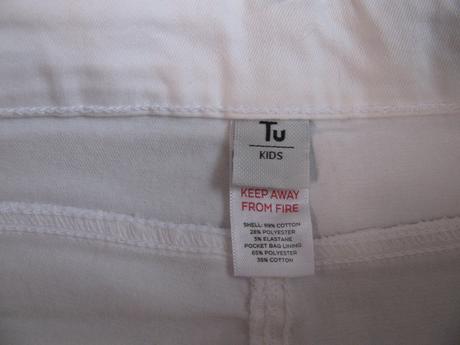 Tu
KIDS
KEEP AWAY
FROM FIRE
SHELL: 69% COTTON
28% POLYESTER
3% ELASTANE
POCKET BAG LINING:
65% POLYESTER
35% COTTON